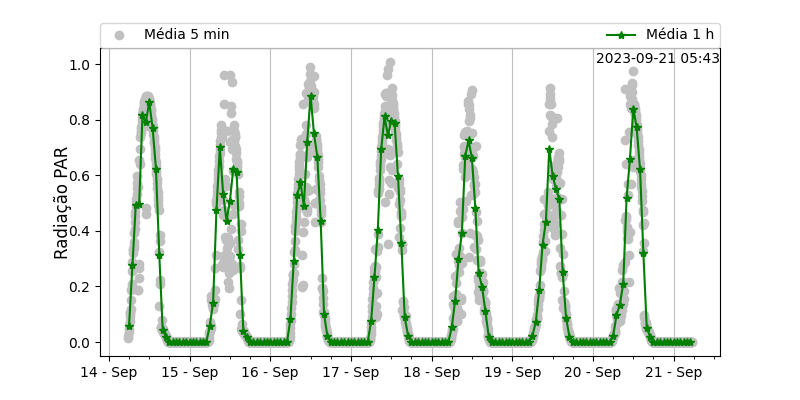 Média 5 min
Média 1 h
2023-09-21 05:43
Radiação PAR
1.0
0.8
0.6
0.4
0.2
0.0
14 - Sep
15 - Sep
16 - Sep
17 - Sep
18 - Sep
19 - Sep
20 - Sep
21 - Sep